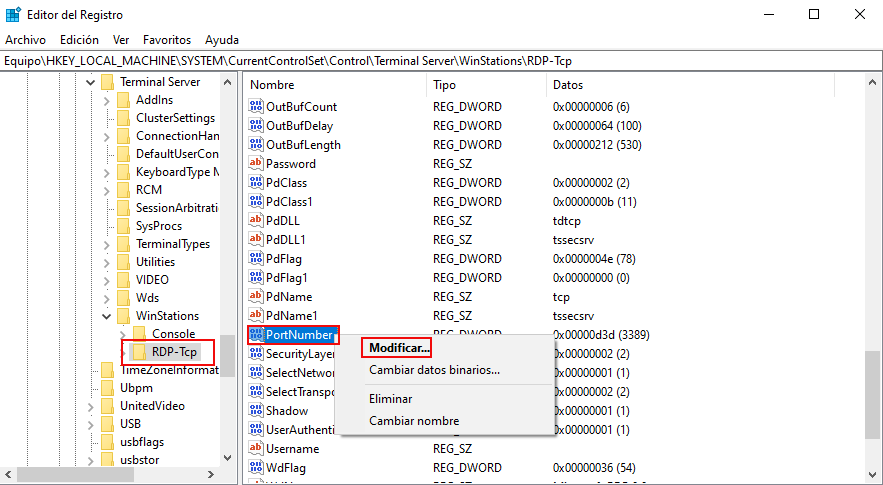 Editor del Registro
Archivo Edición Ver Favoritos Ayuda
Equipo\HKEY_LOCAL_MACHINE\SYSTEM\CurrentControlSet\Control\Terminal Server\WinStations\RDP-Tcp
Terminal Server
AddIns
ClusterSettings
ConnectionHan
DefaultUserCon
KeyboardType M
RCM
SessionArbitrati
SysProcs
TerminalTypes
Utilities
VIDEO
Wds
WinStations
Console
RDP-Tcp
TimeZoneInformat
Ubpm
UnitedVideo
USB
usbflags
usbstor
Nombre Tipo Datos
OutBufCount REG_DWORD 0x00000006 (6)
OutBufDelay REG_DWORD 0x00000064 (100)
OutBufLength REG_DWORD 0x00000212 (530)
Password REG_SZ
PdClass REG_DWORD 0x00000002 (2)
PdClass1 REG_DWORD 0x0000000b (11)
PdDLL REG_SZ tdtcp
PdDLL1 REG_SZ tssecsrv
PdFlag REG_DWORD 0x0000004e (78)
PdFlag1 REG_DWORD 0x00000000 (0)
PdName REG_SZ tcp
PdName1 REG_SZ tssecsrv
PortNumber REG_DWORD 0x00000d3d (3389)
SecurityLayer 0x00000002 (2)
SelectNetwor 0x00000001 (1)
SelectTranspo 0x00000002 (2)
Shadow 0x00000001 (1)
UserAuthenti 0x00000001 (1)
Username REG_SZ
WdFlag REG_DWORD 0x00000036 (54)
Modificar...
Cambiar datos binarios...
Eliminar
Cambiar nombre